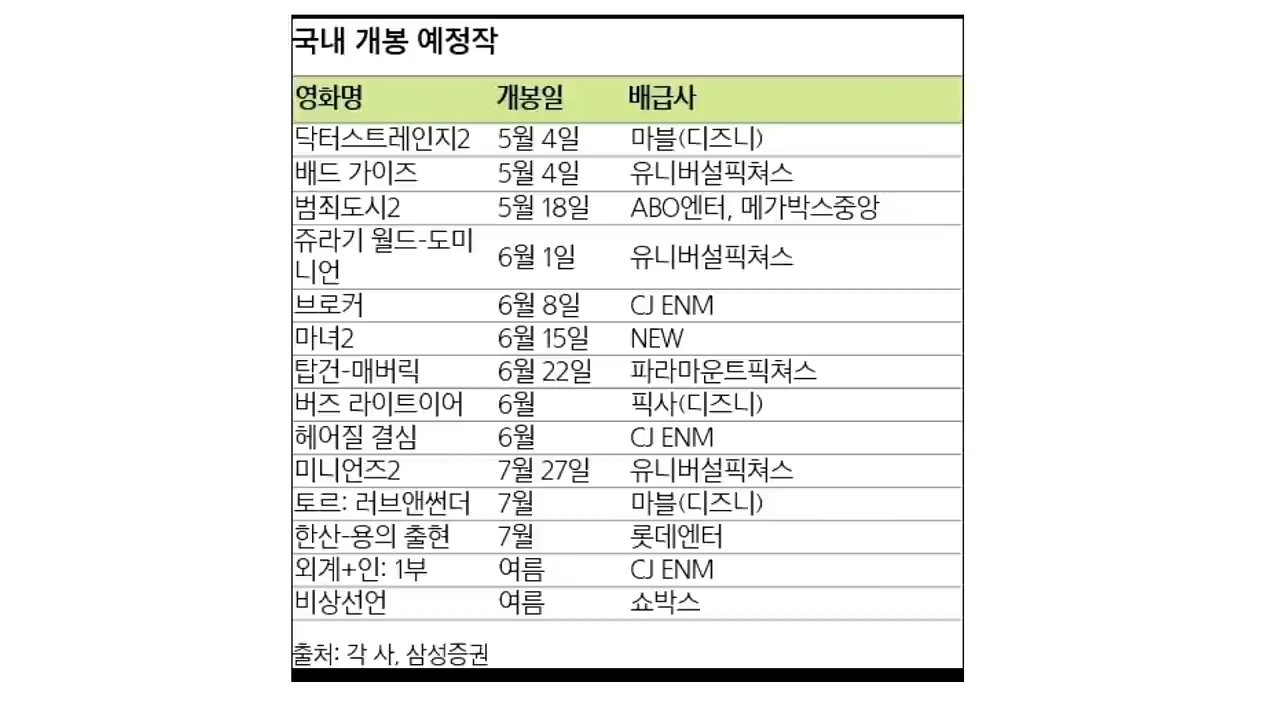 국내 개봉 예정작
영화명 개봉일 배급사
닥터스트레인지2 5월 4일 마블(디즈니)
배드 가이즈 5월 4일 유니버설픽쳐스
범죄도시2 5월 18일 ABO엔터, 메가박스중앙
쥬라기 월드-도미
니언 6월 1일 유니버설픽쳐스
브로커 6월 8일 CJ ENM
마녀2 6월 15일 NEW
탑건-매버릭 6월 22일 파라마운트픽쳐스
버즈 라이트이어 6월 픽사(디즈니)
헤어질 결심 6월 CJ ENM
미니언즈2 7월 27일 유니버설픽쳐스
토르: 러브앤썬더 7월 마블(디즈니)
한산-용의 출현 7월 롯데엔터
외계+인: 1부 여름 CJ ENM
비상선언 여름 쇼박스
출처: 각 사, 삼성증권